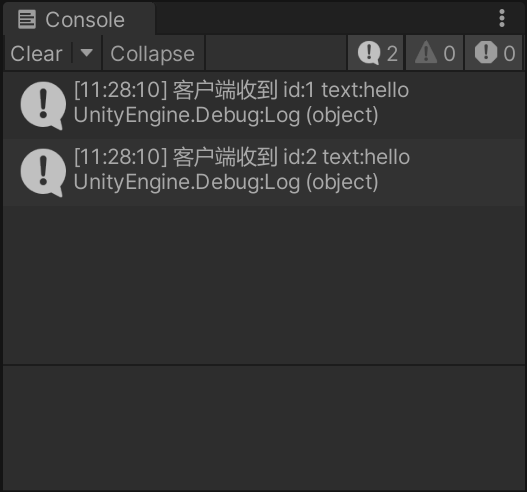 Console
Clear Collapse 2 0 0
[11:28:10] 客户端收到 id:1 text:hello
UnityEngine.Debug:Log (object)
[11:28:10] 客户端收到 id:2 text:hello
UnityEngine.Debug:Log (object)